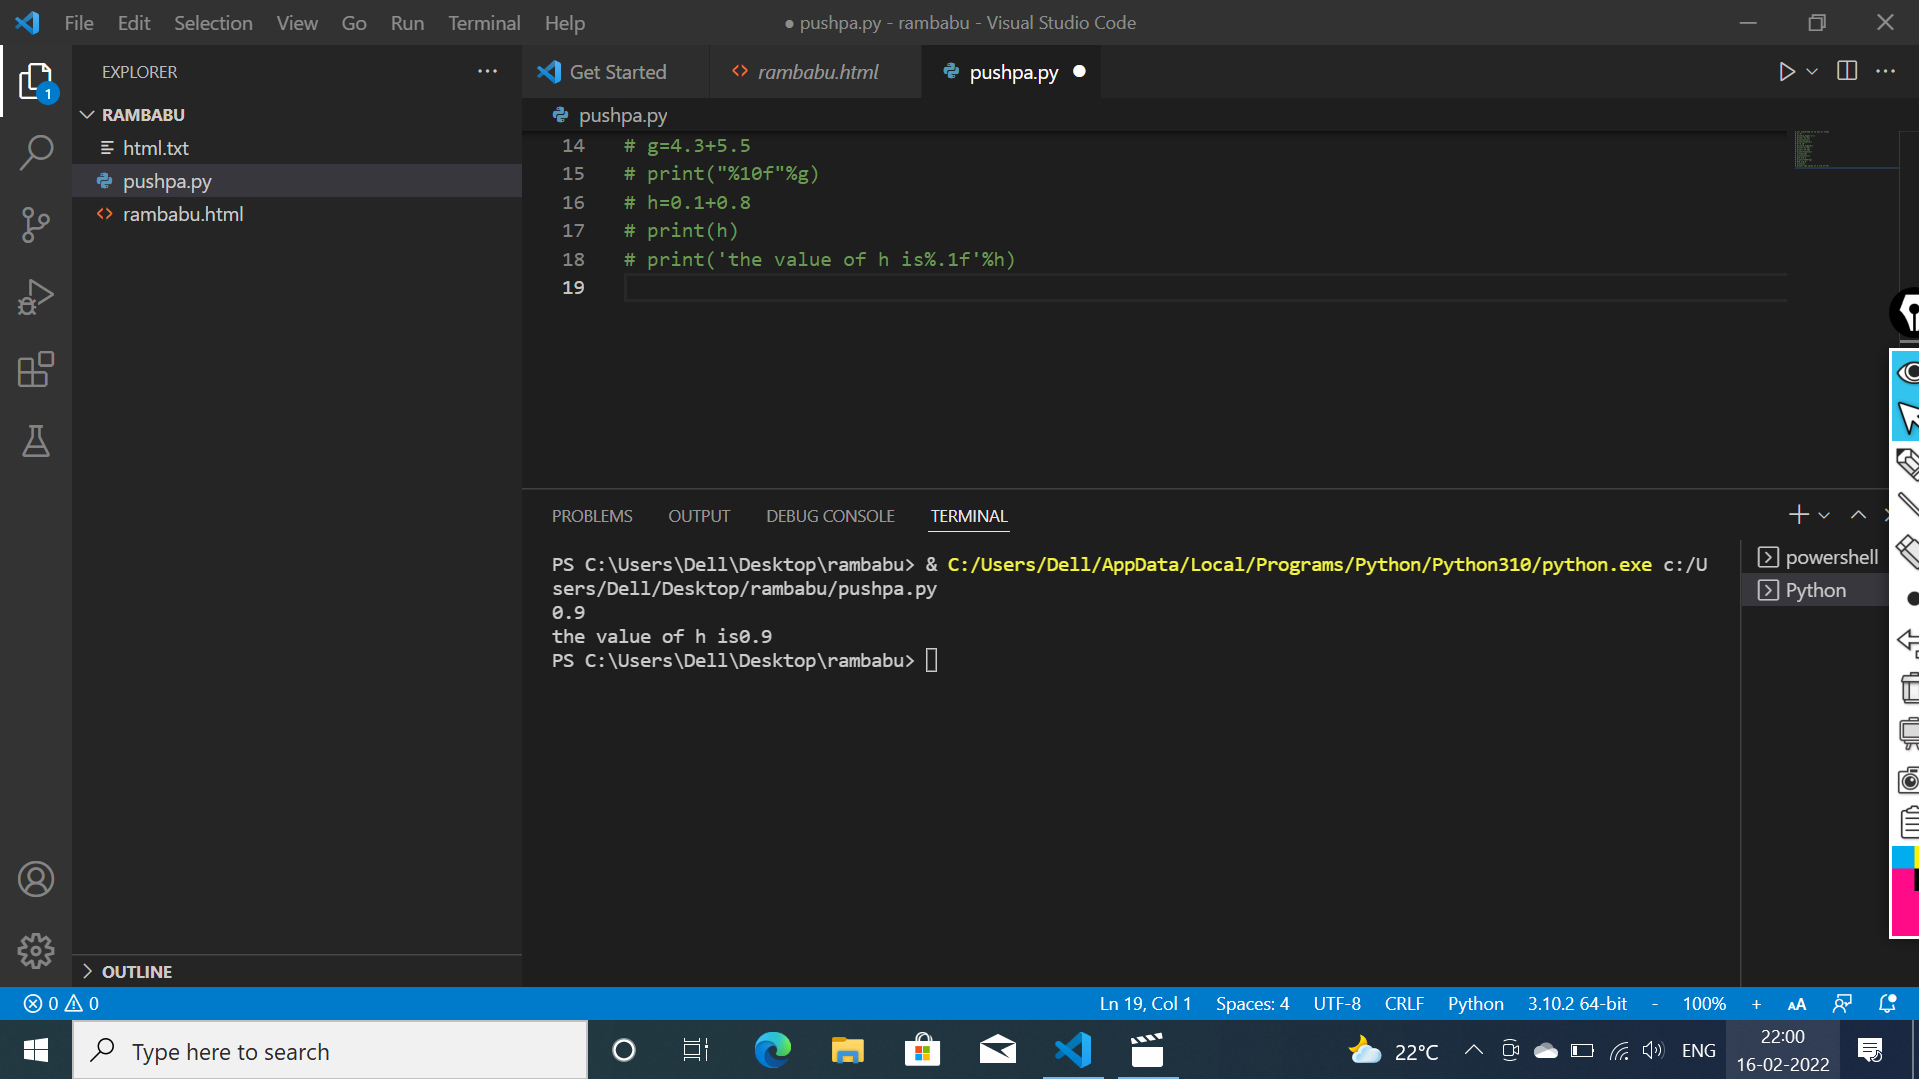 File Edit Selection View Go Run Terminal Help ● pushpa.py - rambabu - Visual Studio Code
EXPLORER
1
RAMBABU
html.txt
pushpa.py
rambabu.html
OUTLINE
Get Started rambabu.html pushpa.py
pushpa.py
14 # g=4.3+5.5
15 # print("%10f"%g)
16 # h=0.1+0.8
17 # print(h)
18 # print('the value of h is%.1f'%h)
19
PROBLEMS OUTPUT DEBUG CONSOLE TERMINAL
PS C:\Users\Dell\Desktop\rambabu> & C:/Users/Dell/AppData/Local/Programs/Python/Python310/python.exe c:/U
sers/Dell/Desktop/rambabu/pushpa.py
0.9
the value of h is0.9
PS C:\Users\Dell\Desktop\rambabu>
powershell
Python
0 0 Ln 19, Col 1 Spaces: 4 UTF-8 CRLF Python 3.10.2 64-bit - 100% +
Type here to search
22°C ENG
22:00
16-02-2022